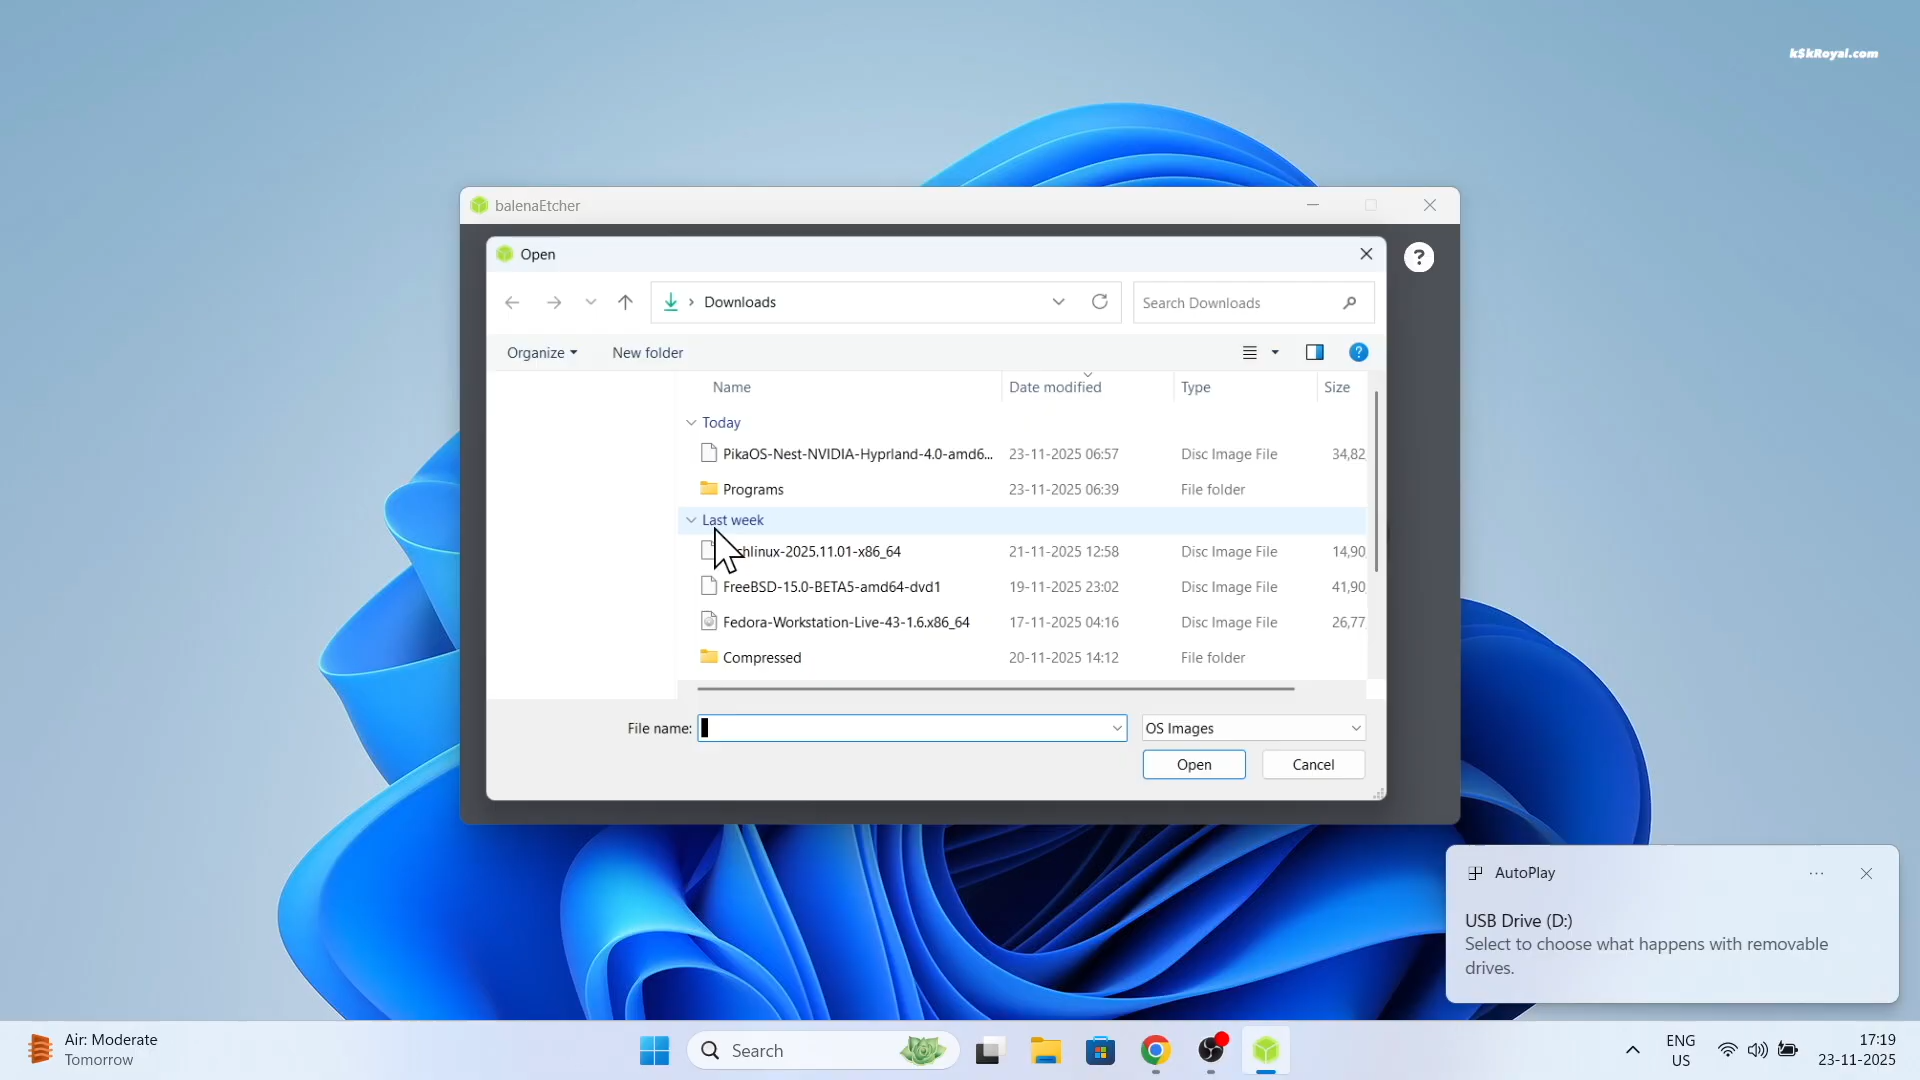 k$kRoyal.com
balenaEtcher
Open
?
Downloads
Search Downloads
Organize
New folder
?
Name
Date modified
Type
Size
Today
PikaOS-Nest-NVIDIA-Hyprland-4.0-amd6... 23-11-2025 06:57 Disc Image File 34,82
Programs 23-11-2025 06:39 File folder
Last week
hlinux-2025.11.01-x86_64 21-11-2025 12:58 Disc Image File 14,90
FreeBSD-15.0-BETA5-amd64-dvd1 19-11-2025 23:02 Disc Image File 41,90
Fedora-Workstation-Live-43-1.6.x86_64 17-11-2025 04:16 Disc Image File 26,77
Compressed 20-11-2025 14:12 File folder
File name:
OS Images
Open
Cancel
AutoPlay
USB Drive (D:)
Select to choose what happens with removable
drives.
Air: Moderate
Tomorrow
Search
ENG
US
17:19
23-11-2025